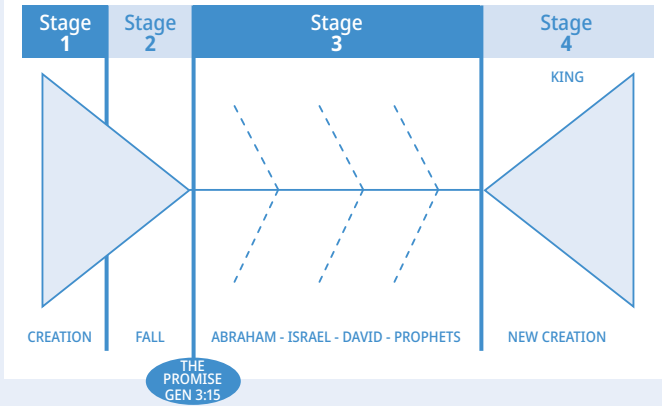 Stage
1
Stage
2
Stage
3
Stage
4
KING
CREATION
FALL
ABRAHAM - ISRAEL - DAVID - PROPHETS
NEW CREATION
THE
PROMISE
GEN 3:15